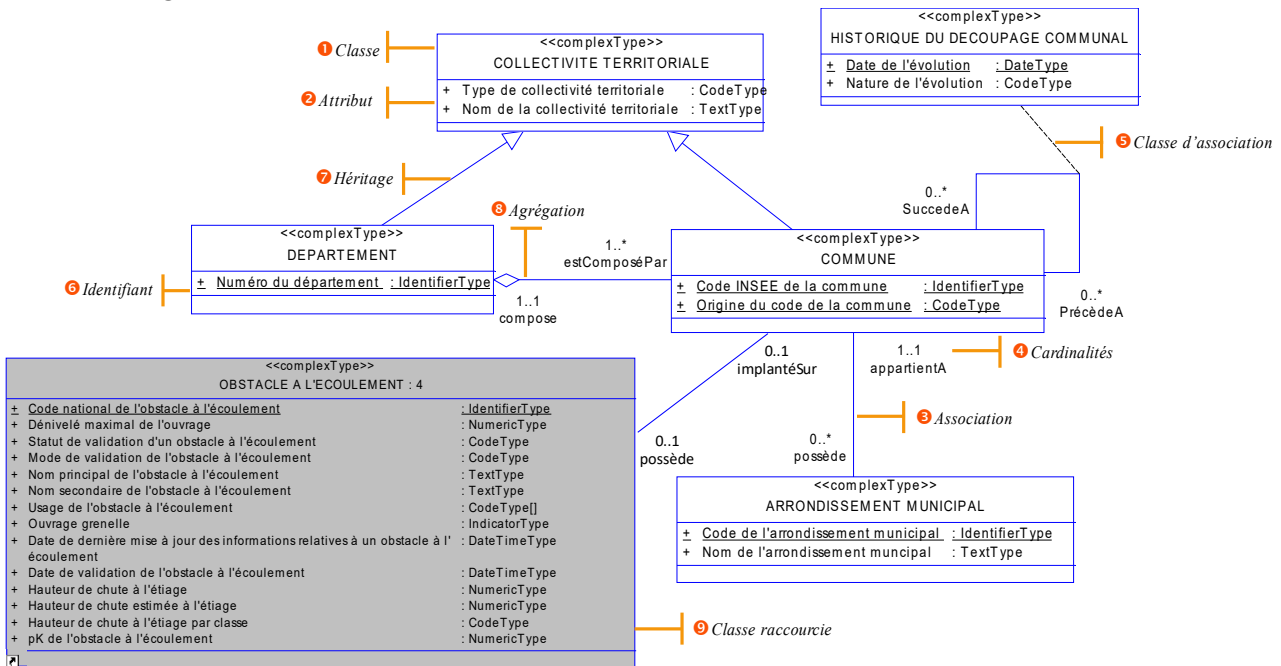 <<complexType>>
COLLECTIVITE TERRITORIALE
+ Type de collectivité territoriale : CodeType
+ Nom de la collectivité territoriale : TextType
<<complexType>>
HISTORIQUE DU DECOUPAGE COMMUNAL
+ Date de l'évolution : DateType
+ Nature de l'évolution : CodeType
❶ Classe
❷ Attribut
❺ Classe d'association
❼ Héritage
❽ Agrégation
0..*
SuccedeA
<<complexType>>
DEPARTEMENT
+ Numéro du département : IdentifierType
1..*
estComposéPar
1..1
compose
<<complexType>>
COMMUNE
+ Code INSEE de la commune : IdentifierType
+ Origine du code de la commune : CodeType
❻ Identifiant
0..*
PrécèdeA
0..1
implantéSur
1..1
appartientA
❹ Cardinalités
<<complexType>>
OBSTACLE A L'ECOULEMENT : 4
+ Code national de l'obstacle à l'écoulement : IdentifierType
+ Dénivelé maximal de l'ouvrage : NumericType
+ Statut de validation d'un obstacle à l'écoulement : CodeType
+ Mode de validation de l'obstacle à l'écoulement : CodeType
+ Nom principal de l'obstacle à l'écoulement : TextType
+ Nom secondaire de l'obstacle à l'écoulement : TextType
+ Usage de l'obstacle à l'écoulement : CodeType[]
+ Ouvrage grenelle : IndicatorType
+ Date de dernière mise à jour des informations relatives à un obstacle à l' : DateTimeType
écoulement
+ Date de validation de l'obstacle à l'écoulement : DateTimeType
+ Hauteur de chute à l'étiage : NumericType
+ Hauteur de chute estimée à l'étiage : NumericType
+ Hauteur de chute à l'étiage par classe : CodeType
+ pK de l'obstacle à l'écoulement : NumericType
0..1
possède
❸ Association
0..*
possède
<<complexType>>
ARRONDISSEMENT MUNICIPAL
+ Code de l'arrondissement municipal : IdentifierType
+ Nom de l'arrondissement muncipal : TextType
❾ Classe raccourcie